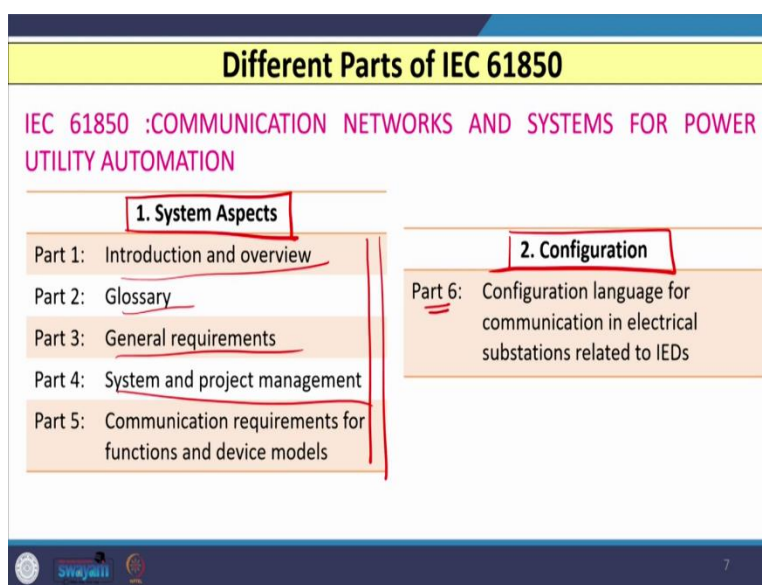 Different Parts of IEC 61850
IEC 61850 :COMMUNICATION NETWORKS AND SYSTEMS FOR POWER
UTILITY AUTOMATION
1. System Aspects
Part 1: Introduction and overview
Part 2: Glossary
Part 3: General requirements
Part 4: System and project management
Part 5: Communication requirements for
functions and device models
2. Configuration
Part 6: Configuration language for
communication in electrical
substations related to IEDs
swayam
7